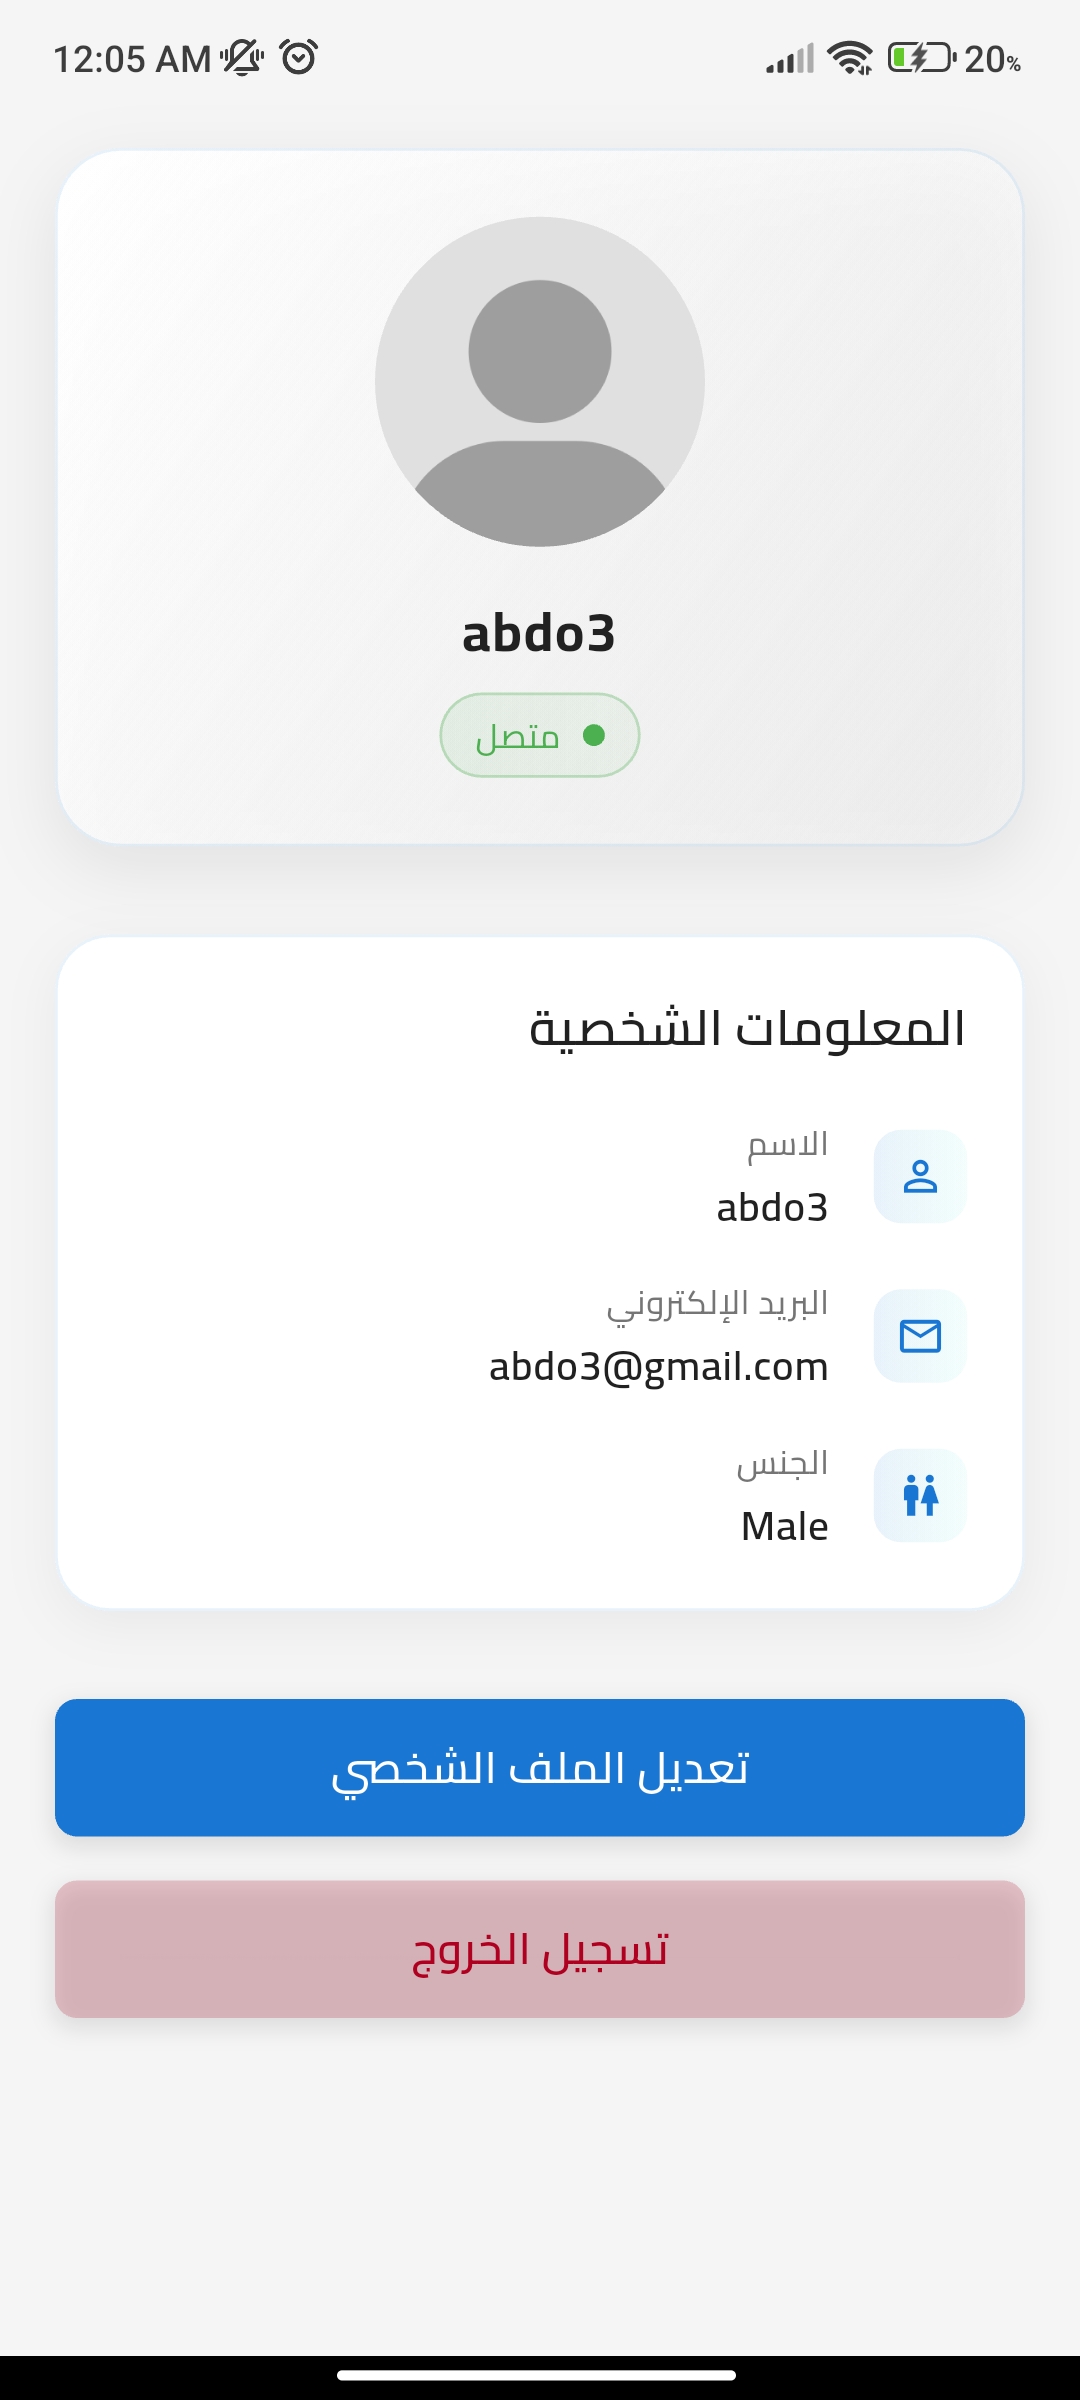 12:05 AM
20%
abdo3
متصل
المعلومات الشخصية
الاسم
abdo3
البريد الإلكتروني
abdo3@gmail.com
الجنس
Male
تعديل الملف الشخصي
تسجيل الخروج